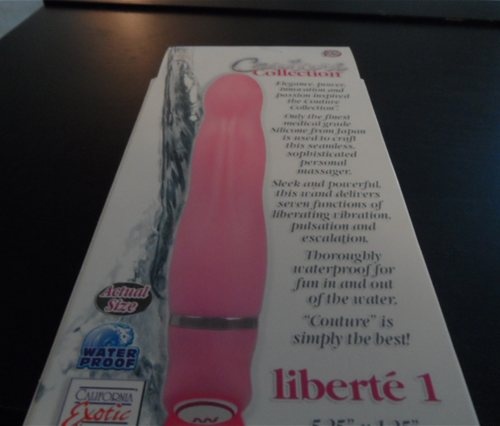 Couture
Collection
Elegance, power,
innovation and
passion inspired
the Couture
Collection!
Only the finest
medical grade
Silicone from Japan
is used to craft
this seamless,
sophisticated
personal
massager.
Sleek and powerful,
this wand delivers
seven functions of
liberating vibration,
pulsation and
escalation.
Thoroughly
waterproof for
fun in and out
of the water.
"Couture" is
simply the best!
Actual
Size
WATER
PROOF
CALIFORNIA
Exotic
liberté 1